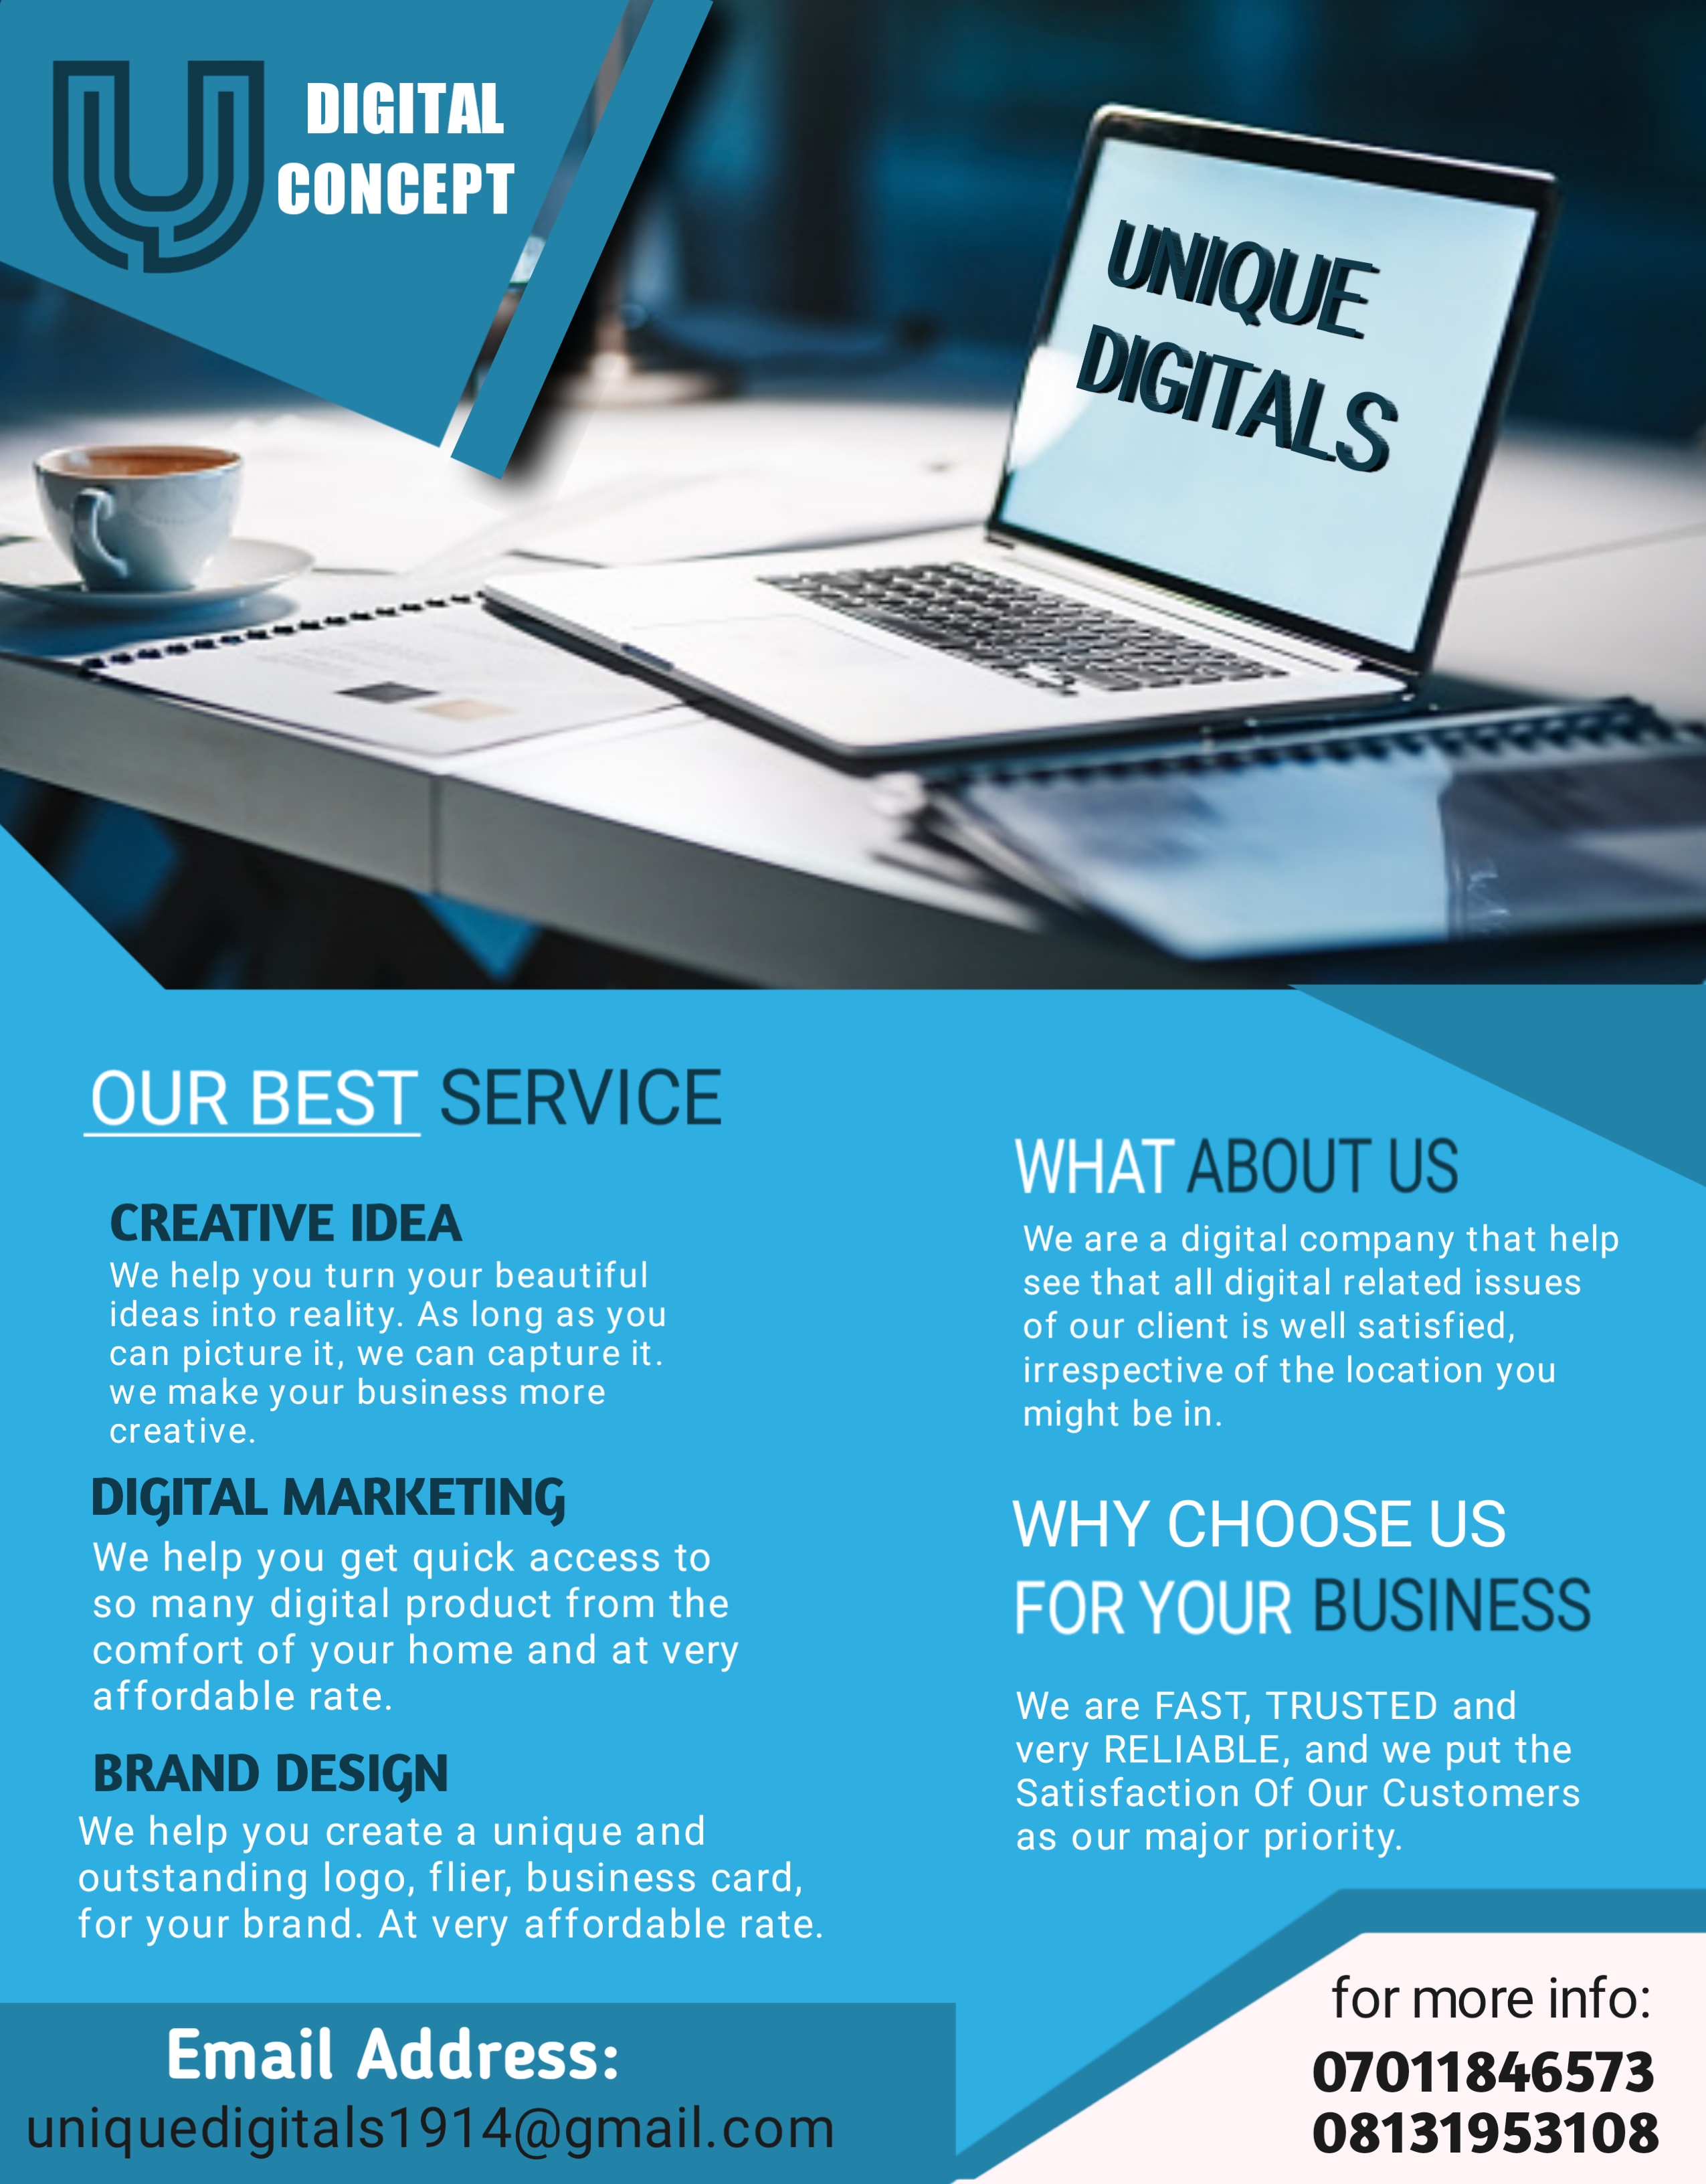 DIGITAL
CONCEPT
UNIQUE
DIGITALS
OUR BEST SERVICE
CREATIVE IDEA
We help you turn your beautiful
ideas into reality. As long as you
can picture it, we can capture it.
we make your business more
creative.
DIGITAL MARKETING
We help you get quick access to
so many digital product from the
comfort of your home and at very
affordable rate.
BRAND DESIGN
We help you create a unique and
outstanding logo, flier, business card,
for your brand. At very affordable rate.
WHAT ABOUT US
We are a digital company that help
see that all digital related issues
of our client is well satisfied,
irrespective of the location you
might be in.
WHY CHOOSE US
FOR YOUR BUSINESS
We are FAST, TRUSTED and
very RELIABLE, and we put the
Satisfaction Of Our Customers
as our major priority.
Email Address:
uniquedigitals1914@gmail.com
for more info:
07011846573
08131953108